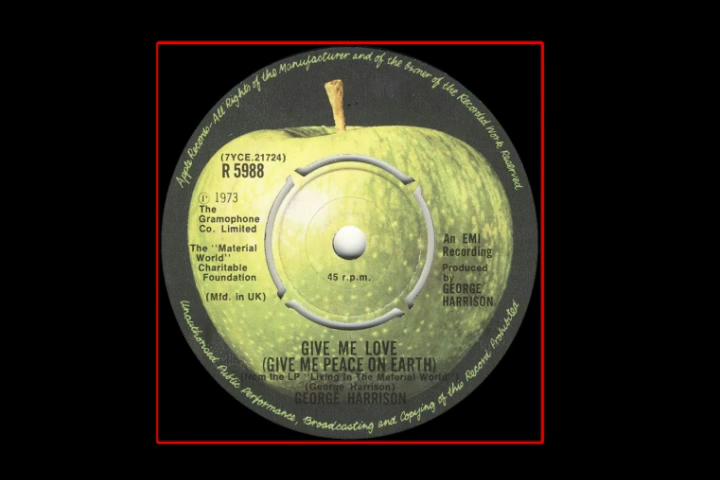 Apple Records - All Rights of the Manufacturer and of the Owner of the Recorded Work Reserved
(7YCE.21724)
R 5988
Ⓟ 1973
The
Gramophone
Co. Limited
The "Material
World"
Charitable
Foundation
(Mfd. in UK)
45 r.p.m.
An EMI
Recording
Produced
by
GEORGE
HARRISON
GIVE ME LOVE
(GIVE ME PEACE ON EARTH)
(from the LP "Living In The Material World")
(George Harrison)
GEORGE HARRISON
Unauthorised Public Performance, Broadcasting and Copying of this Record Prohibited